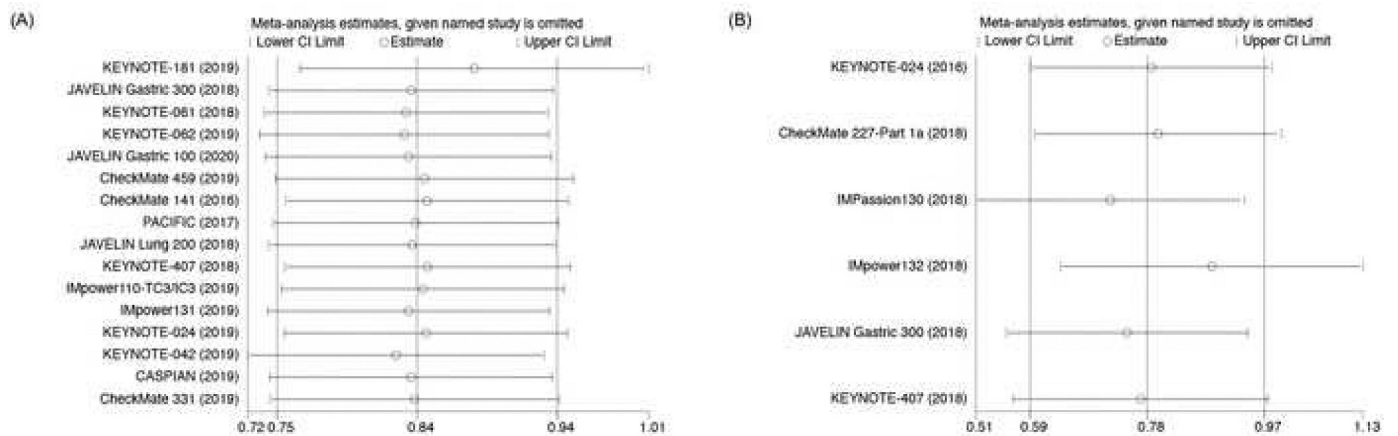 (A)
Meta-analysis estimates, given named study is omitted
Lower CI Limit Estimate Upper CI Limit
KEYNOTE-181 (2019)
JAVELIN Gastric 300 (2018)
KEYNOTE-061 (2018)
KEYNOTE-062 (2019)
JAVELIN Gastric 100 (2020)
CheckMate 459 (2019)
CheckMate 141 (2016)
PACIFIC (2017)
JAVELIN Lung 200 (2018)
KEYNOTE-407 (2018)
IMpower110-TC3/IC3 (2019)
IMpower131 (2019)
KEYNOTE-024 (2019)
KEYNOTE-042 (2019)
CASPIAN (2019)
CheckMate 331 (2019)
0.72 0.75 0.84 0.94 1.01
(B)
Meta-analysis estimates, given named study is omitted
Lower CI Limit Estimate Upper CI Limit
KEYNOTE-024 (2016)
CheckMate 227-Part 1a (2018)
IMPassion130 (2018)
IMpower132 (2018)
JAVELIN Gastric 300 (2018)
KEYNOTE-407 (2018)
0.51 0.59 0.78 0.97 1.13